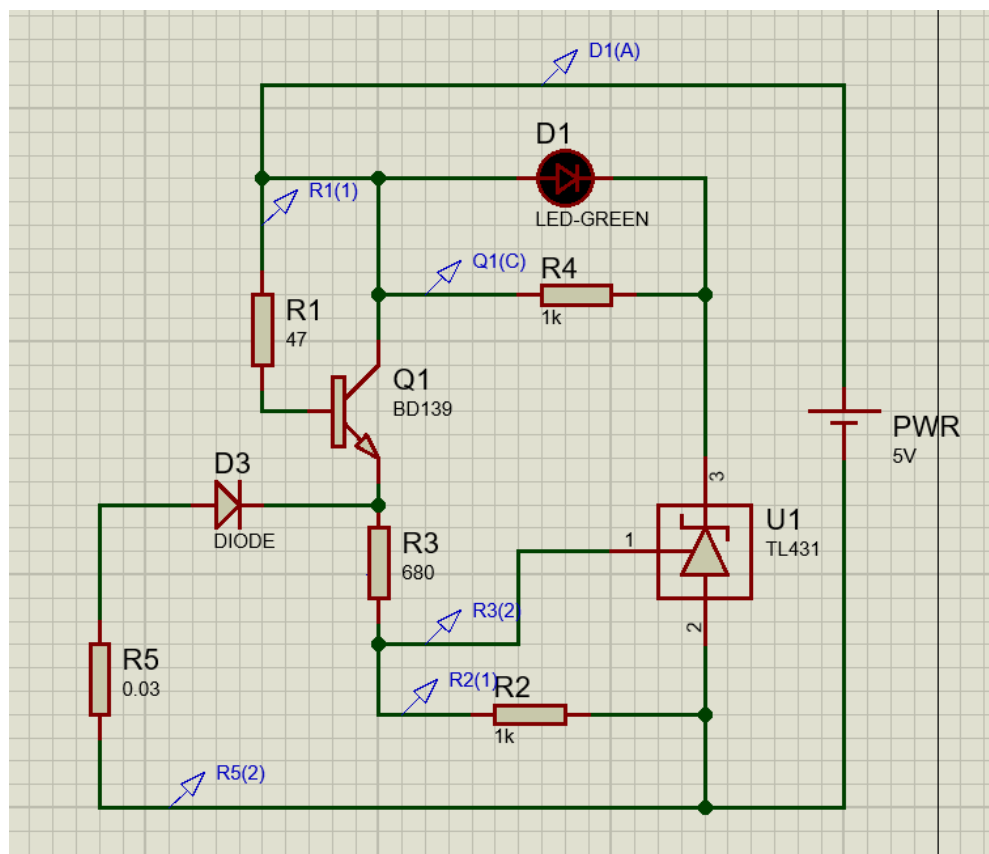 D1(A)
D1
LED-GREEN
R1(1)
Q1(C)
R4
1k
R1
47
Q1
BD139
PWR
5V
D3
DIODE
3
U1
TL431
1
R3
680
R3(2)
2
R5
0.03
R2(1)
R2
1k
R5(2)